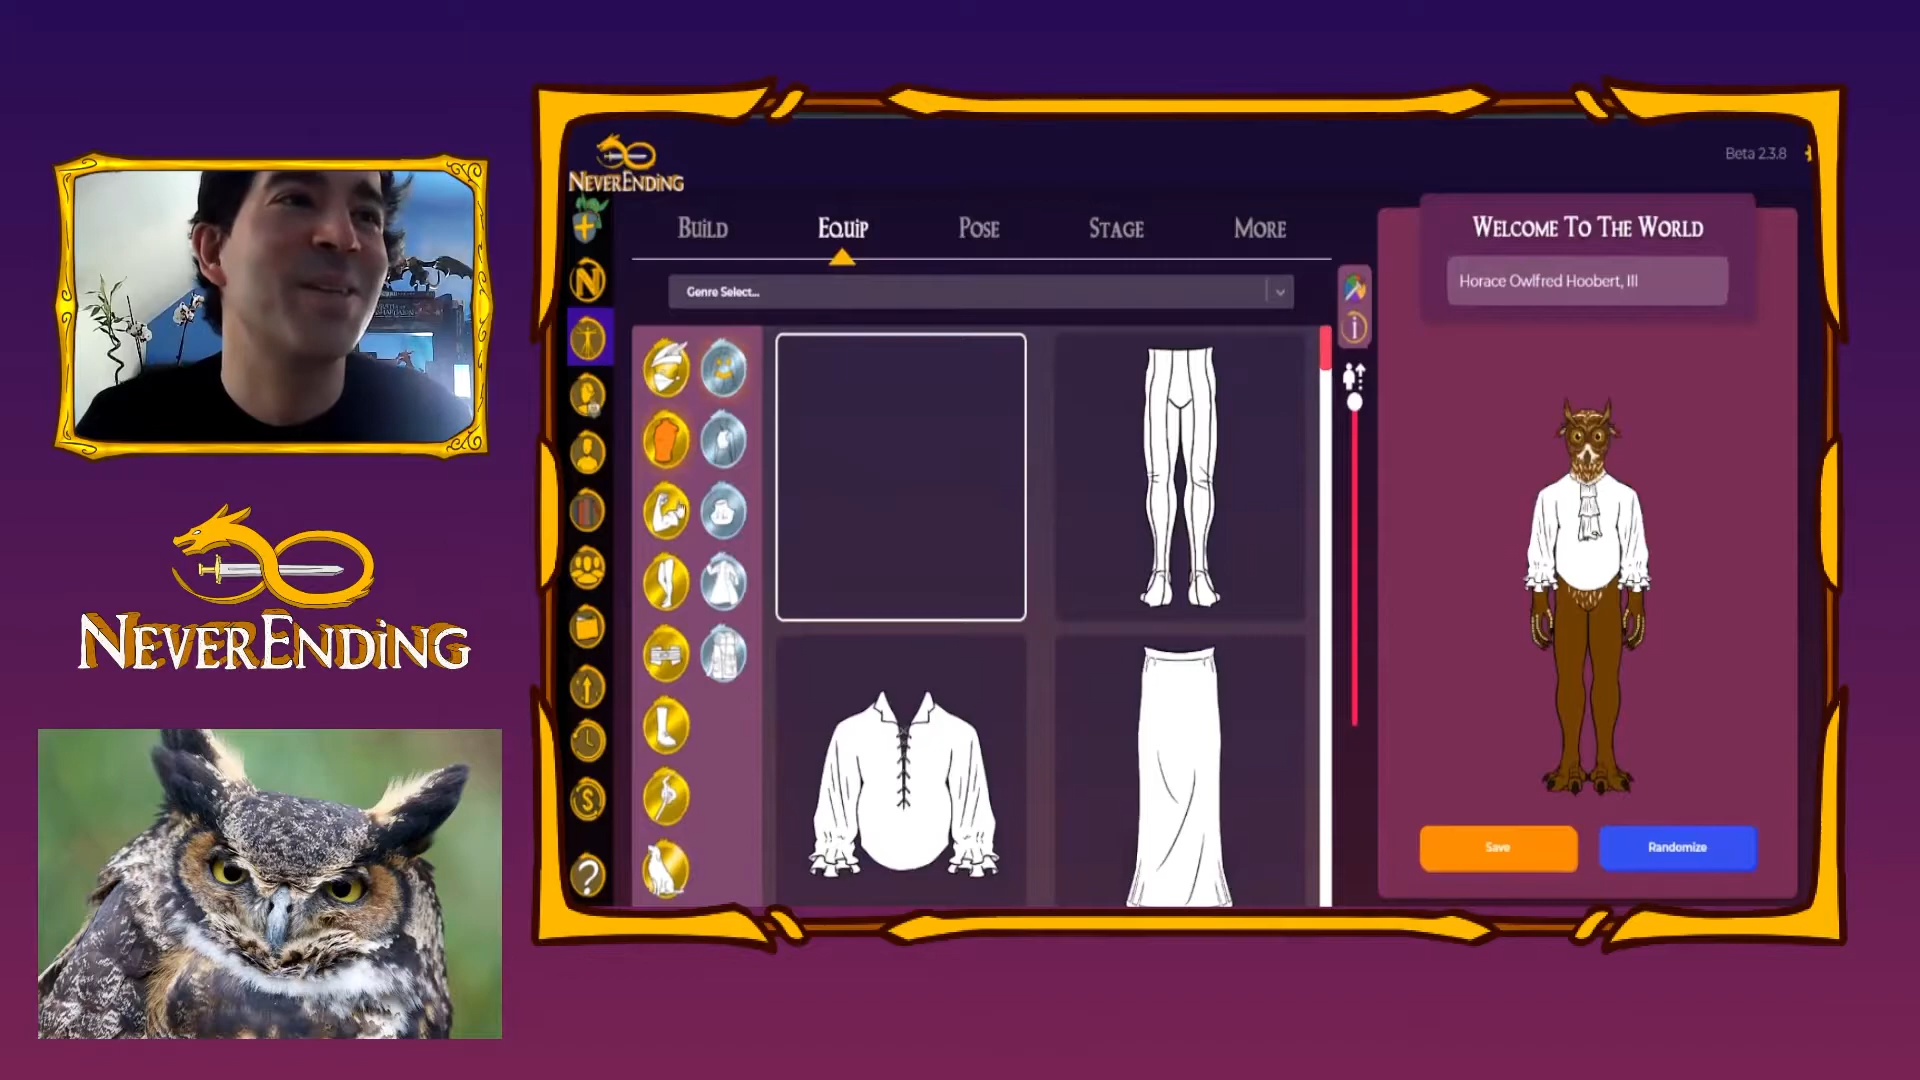 NEVERENDING
NEVERENDING
Beta 2.3.8
BUILD
EQUIP
POSE
STAGE
MORE
Genre Select...
WELCOME TO THE WORLD
Horace Owlfred Hoobert, III
Save
Randomize